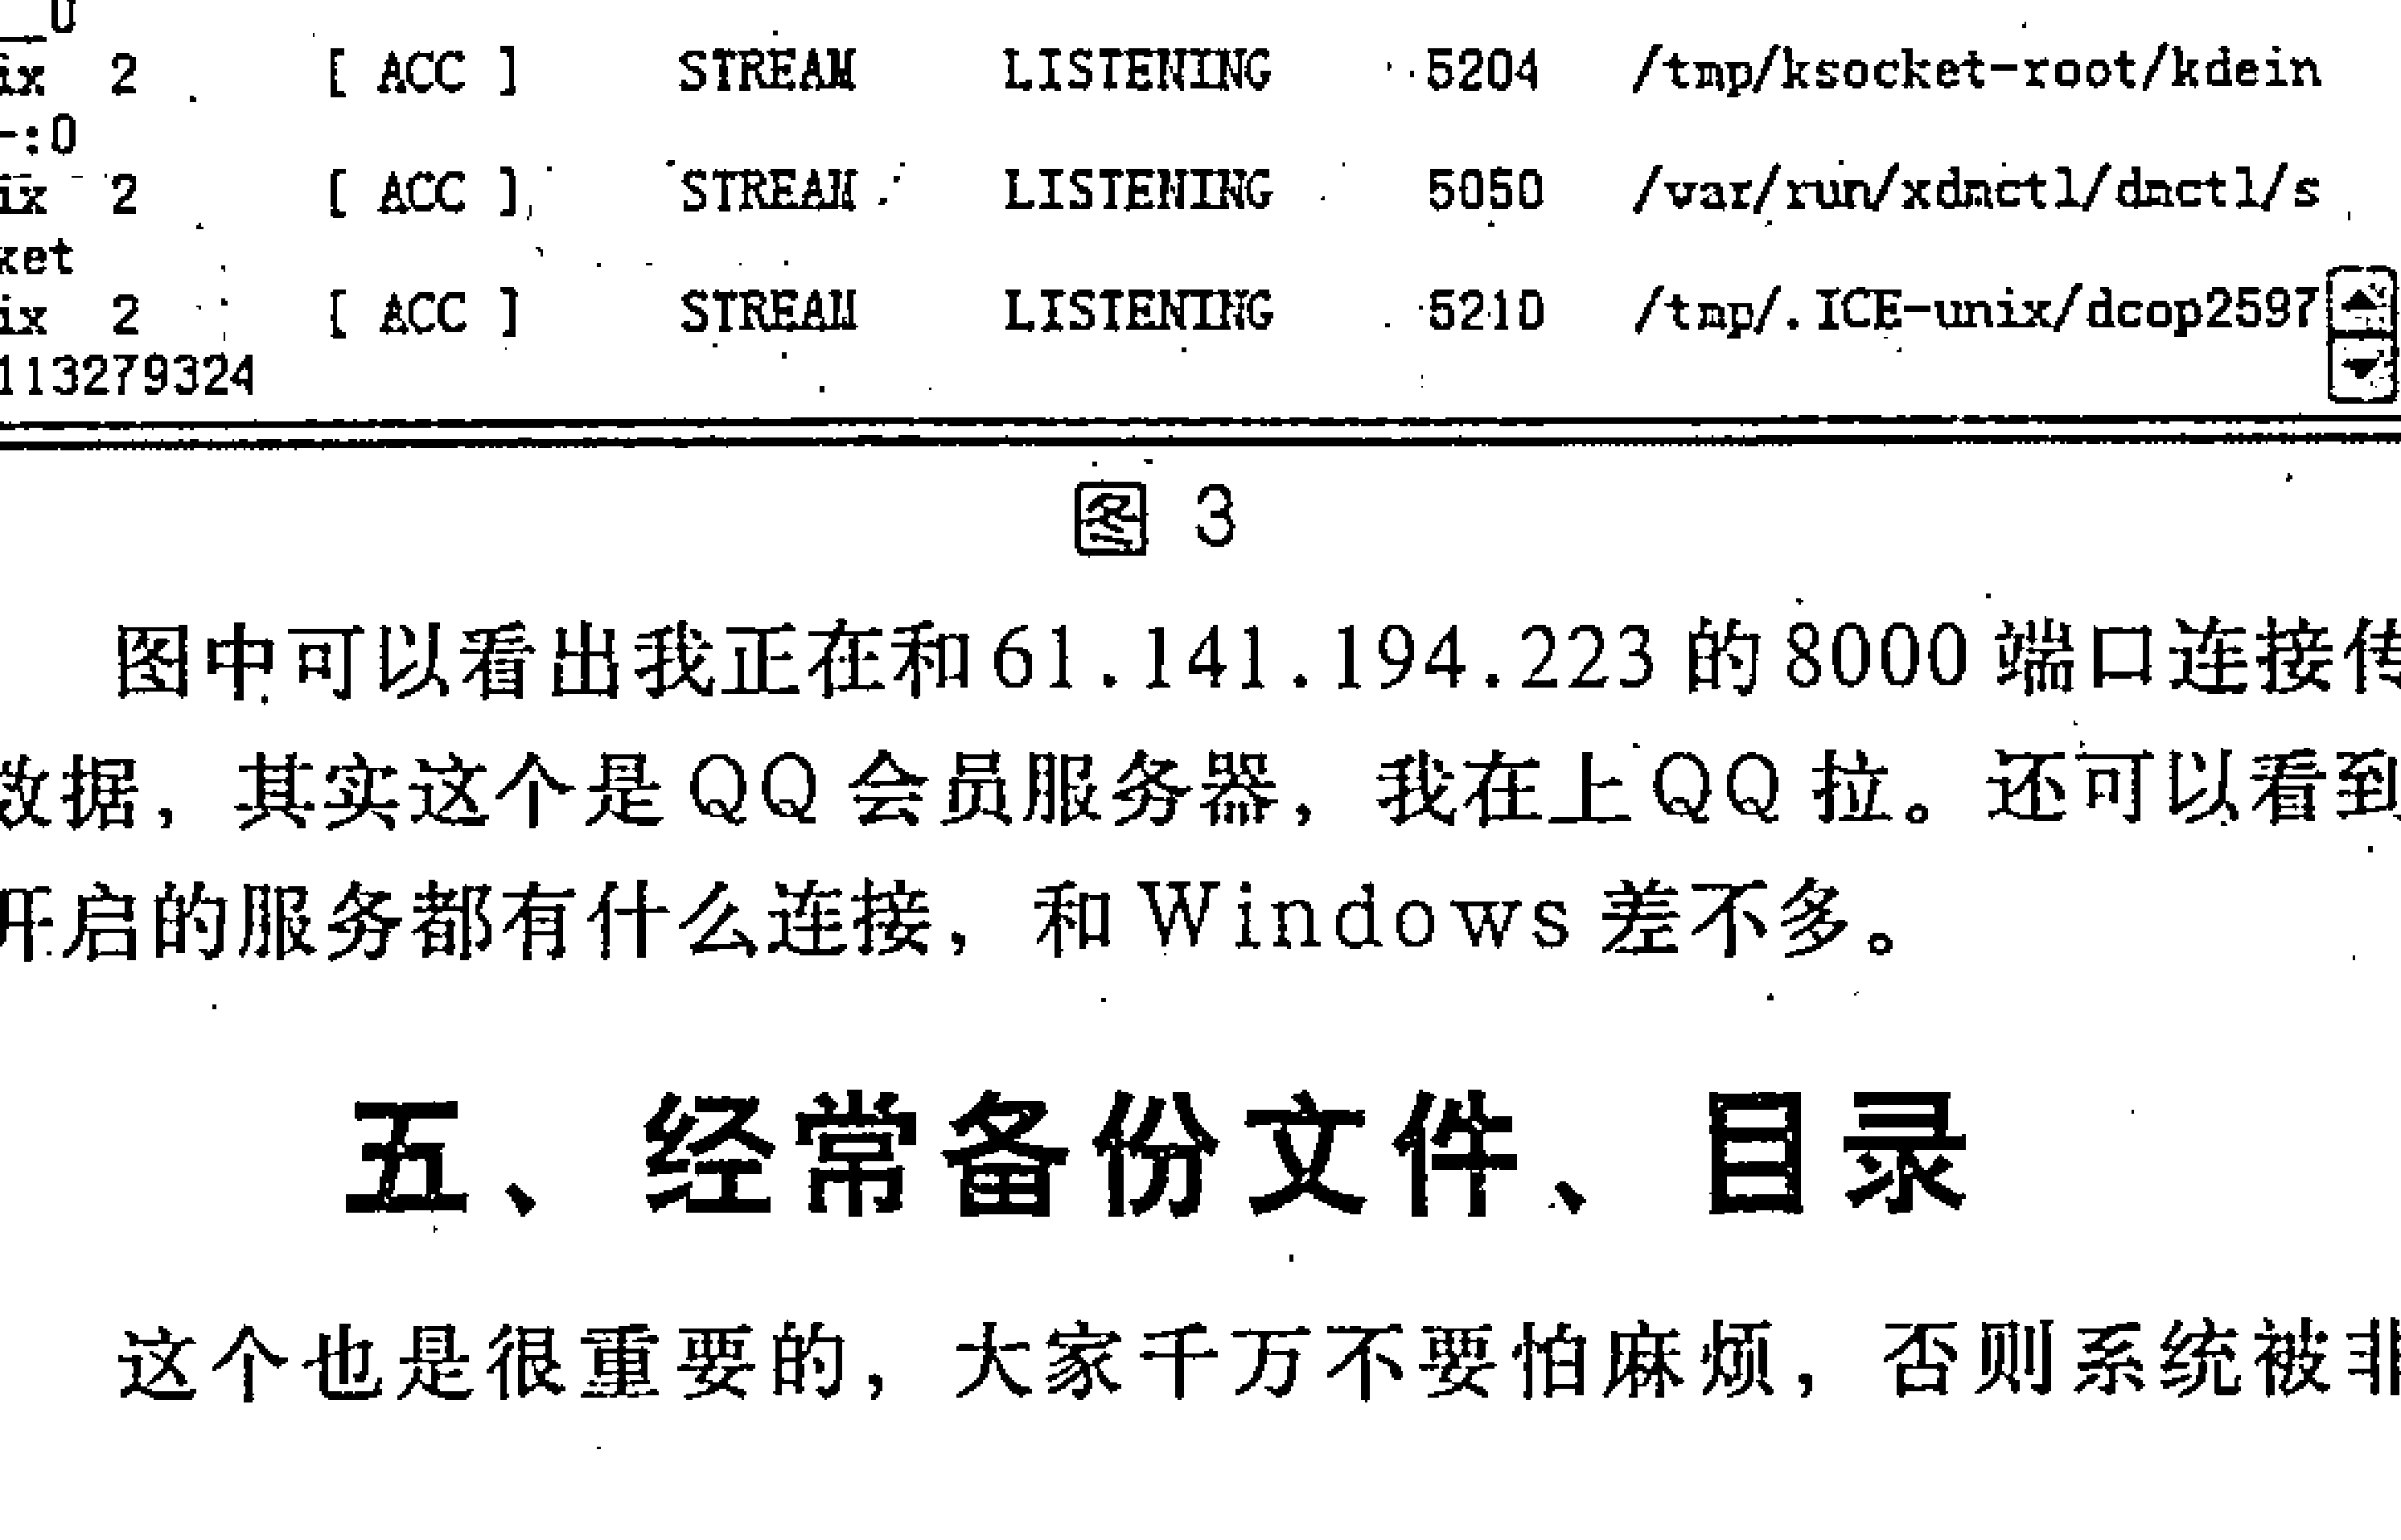 __0
ix 2 [ ACC ] STREAM LISTENING 5204 /tmp/ksocket-root/kdein
-:0
ix 2 [ ACC ] STREAM LISTENING 5050 /var/run/xdmctl/dmctl/s
ket
ix 2 [ ACC ] STREAM LISTENING 5210 /tmp/.ICE-unix/dcop2597
113279324
图 3
图中可以看出我正在和61.141.194.223的8000端口连接传
数据，其实这个是QQ会员服务器，我在上QQ拉。还可以看到
开启的服务都有什么连接，和Windows差不多。
五、经常备份文件、目录
这个也是很重要的，大家千万不要怕麻烦，否则系统被非